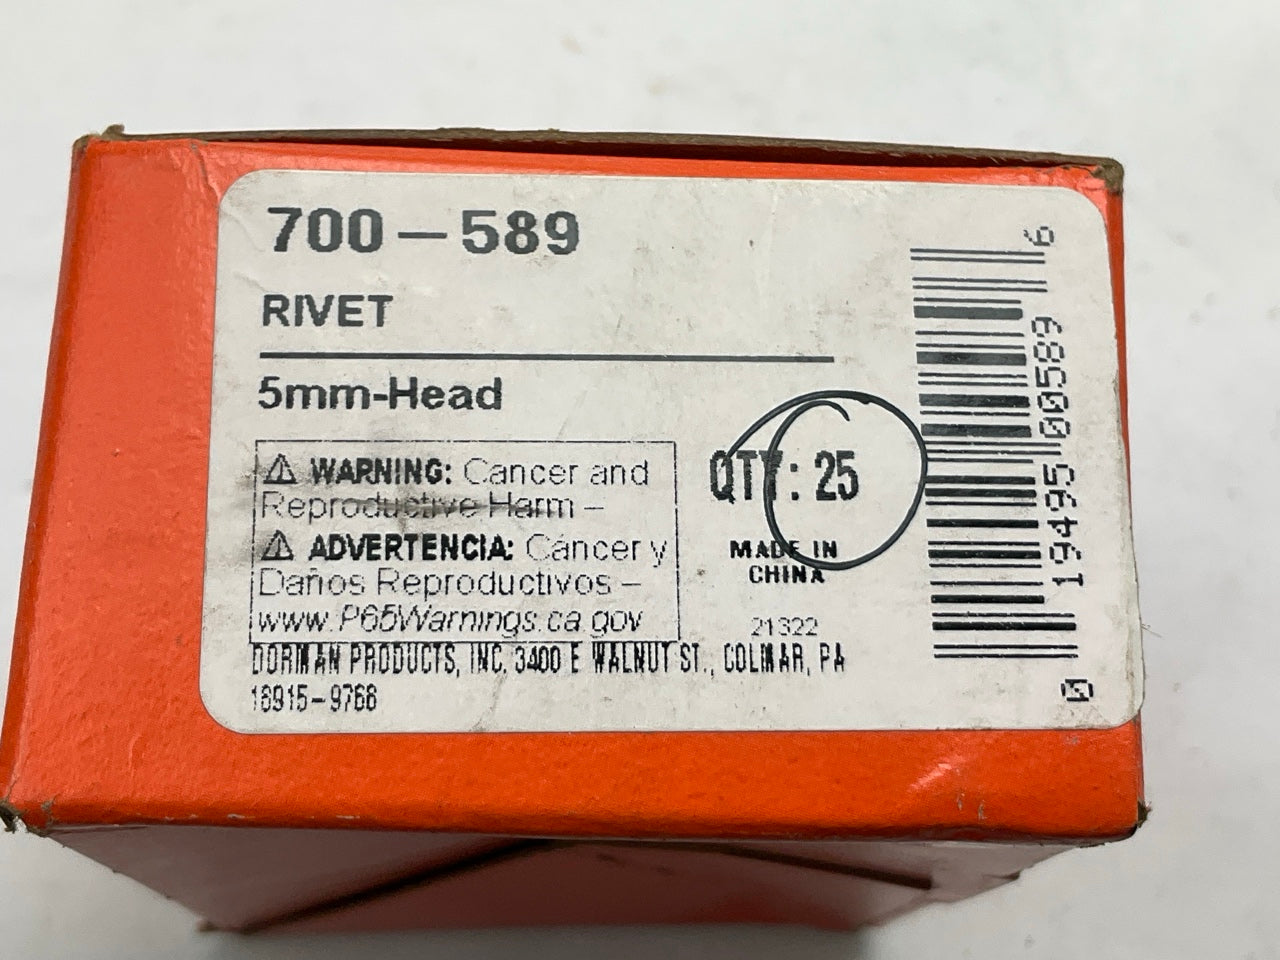 700-589
RIVET
5mm-Head
⚠ WARNING: Cancer and
Reproductive Harm –
⚠ ADVERTENCIA: Cáncer y
Daños Reproductivos –
www.P65Warnings.ca.gov
QTY: 25
MADE IN
CHINA
21322
DORMAN PRODUCTS, INC. 3400 E WALNUT ST., COLMAR, PA
18915-9768
0 19495 00589 6